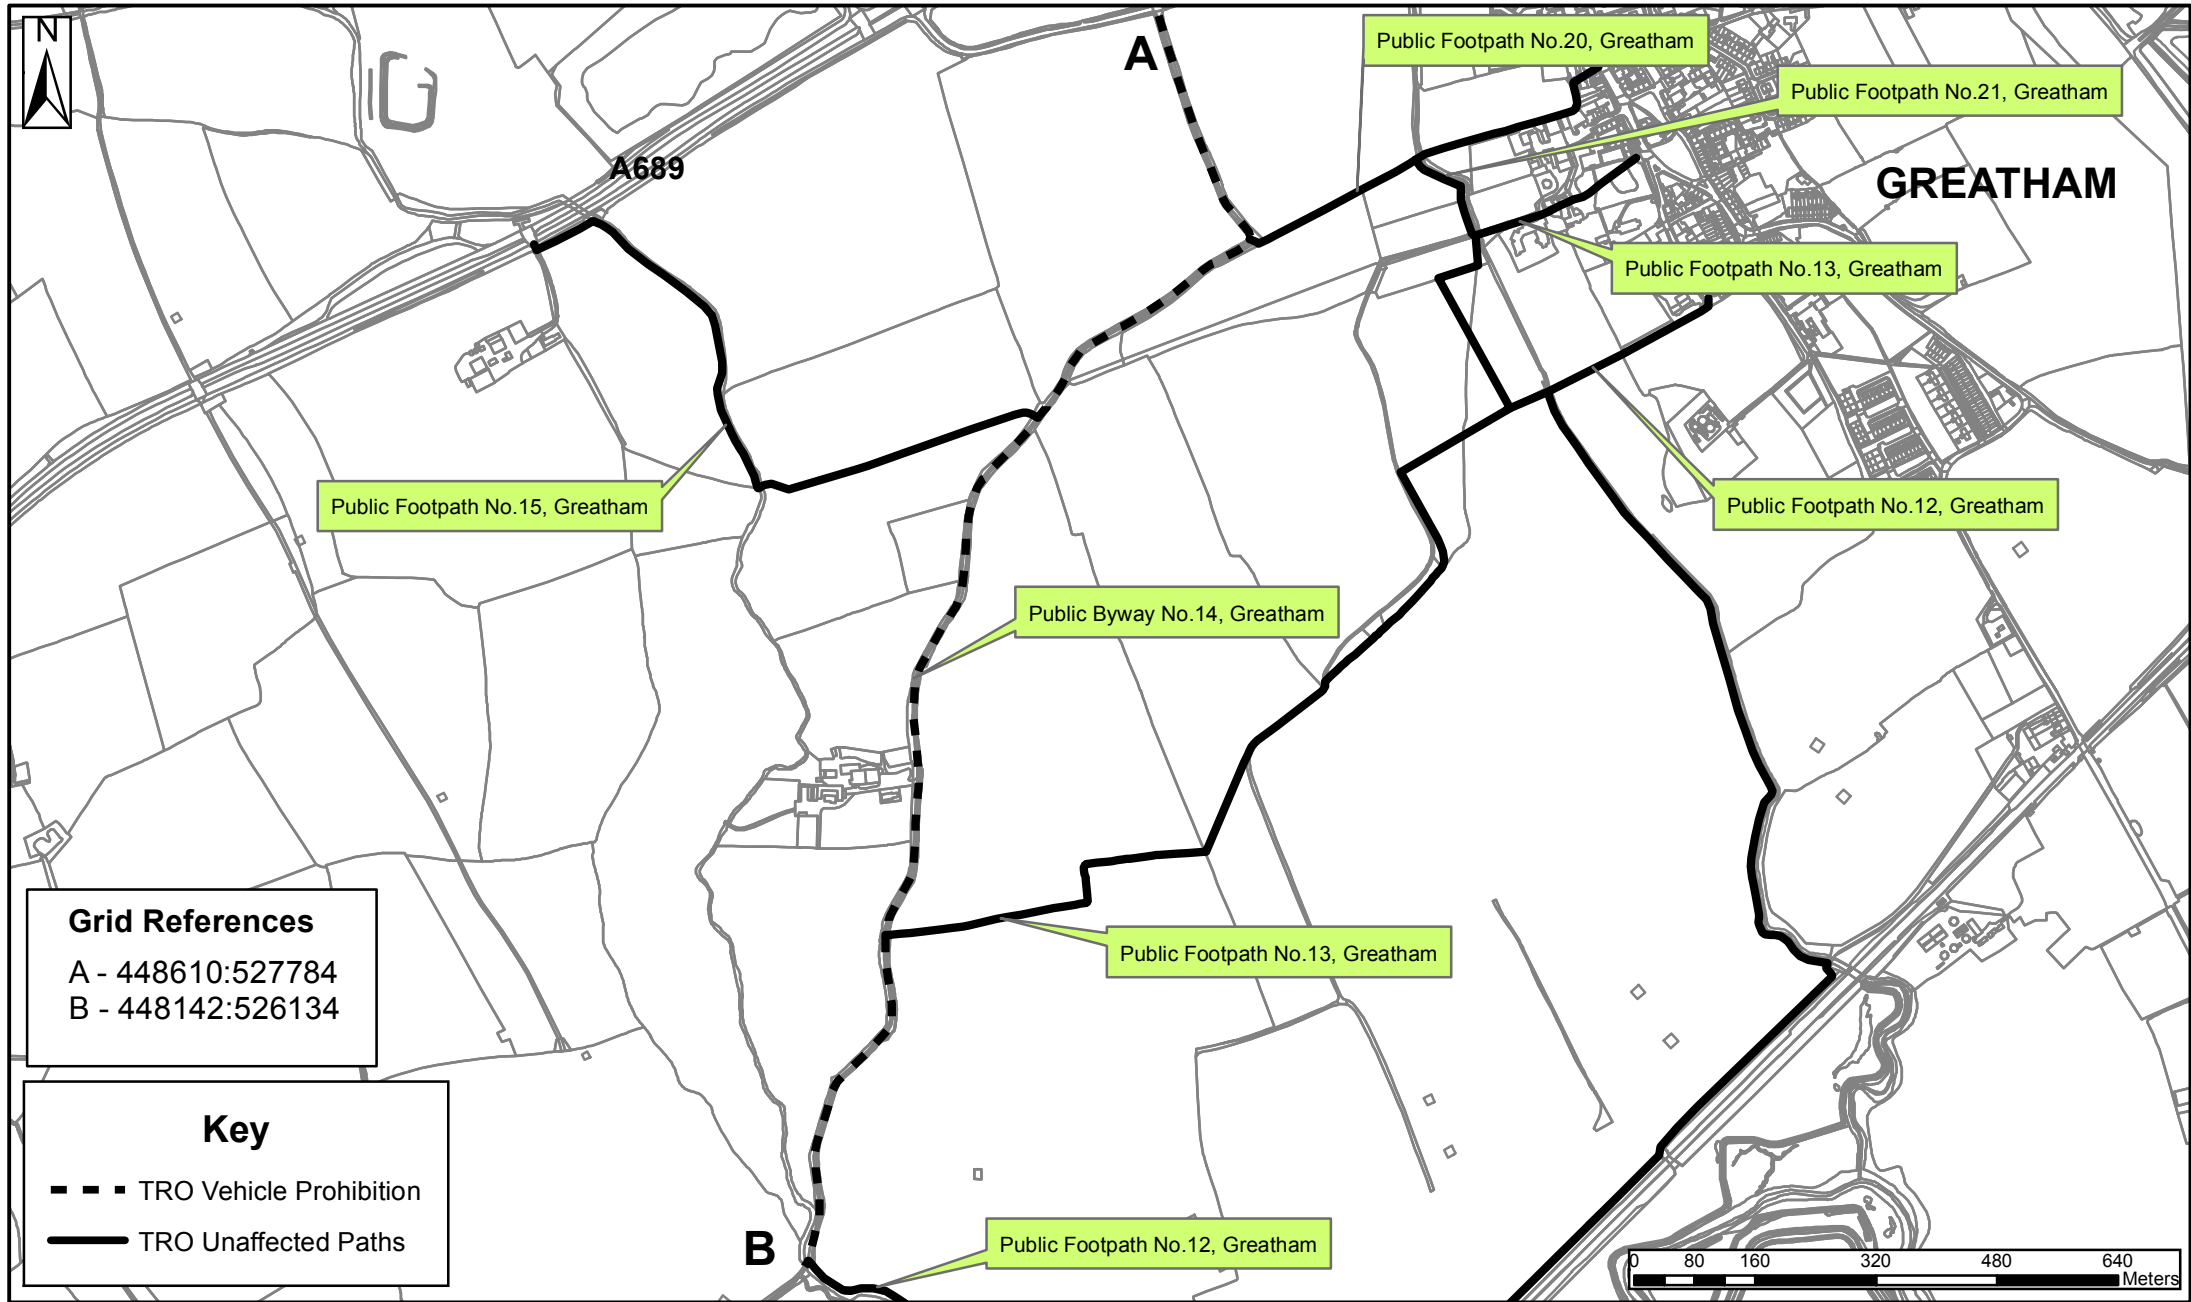 N
A
Public Footpath No.20, Greatham
Public Footpath No.21, Greatham
A689
GREATHAM
Public Footpath No.13, Greatham
Public Footpath No.15, Greatham
Public Footpath No.12, Greatham
Public Byway No.14, Greatham
Public Footpath No.13, Greatham
Grid References
A - 448610:527784
B - 448142:526134
Key
TRO Vehicle Prohibition
TRO Unaffected Paths
B
Public Footpath No.12, Greatham
0 80 160 320 480 640
Meters